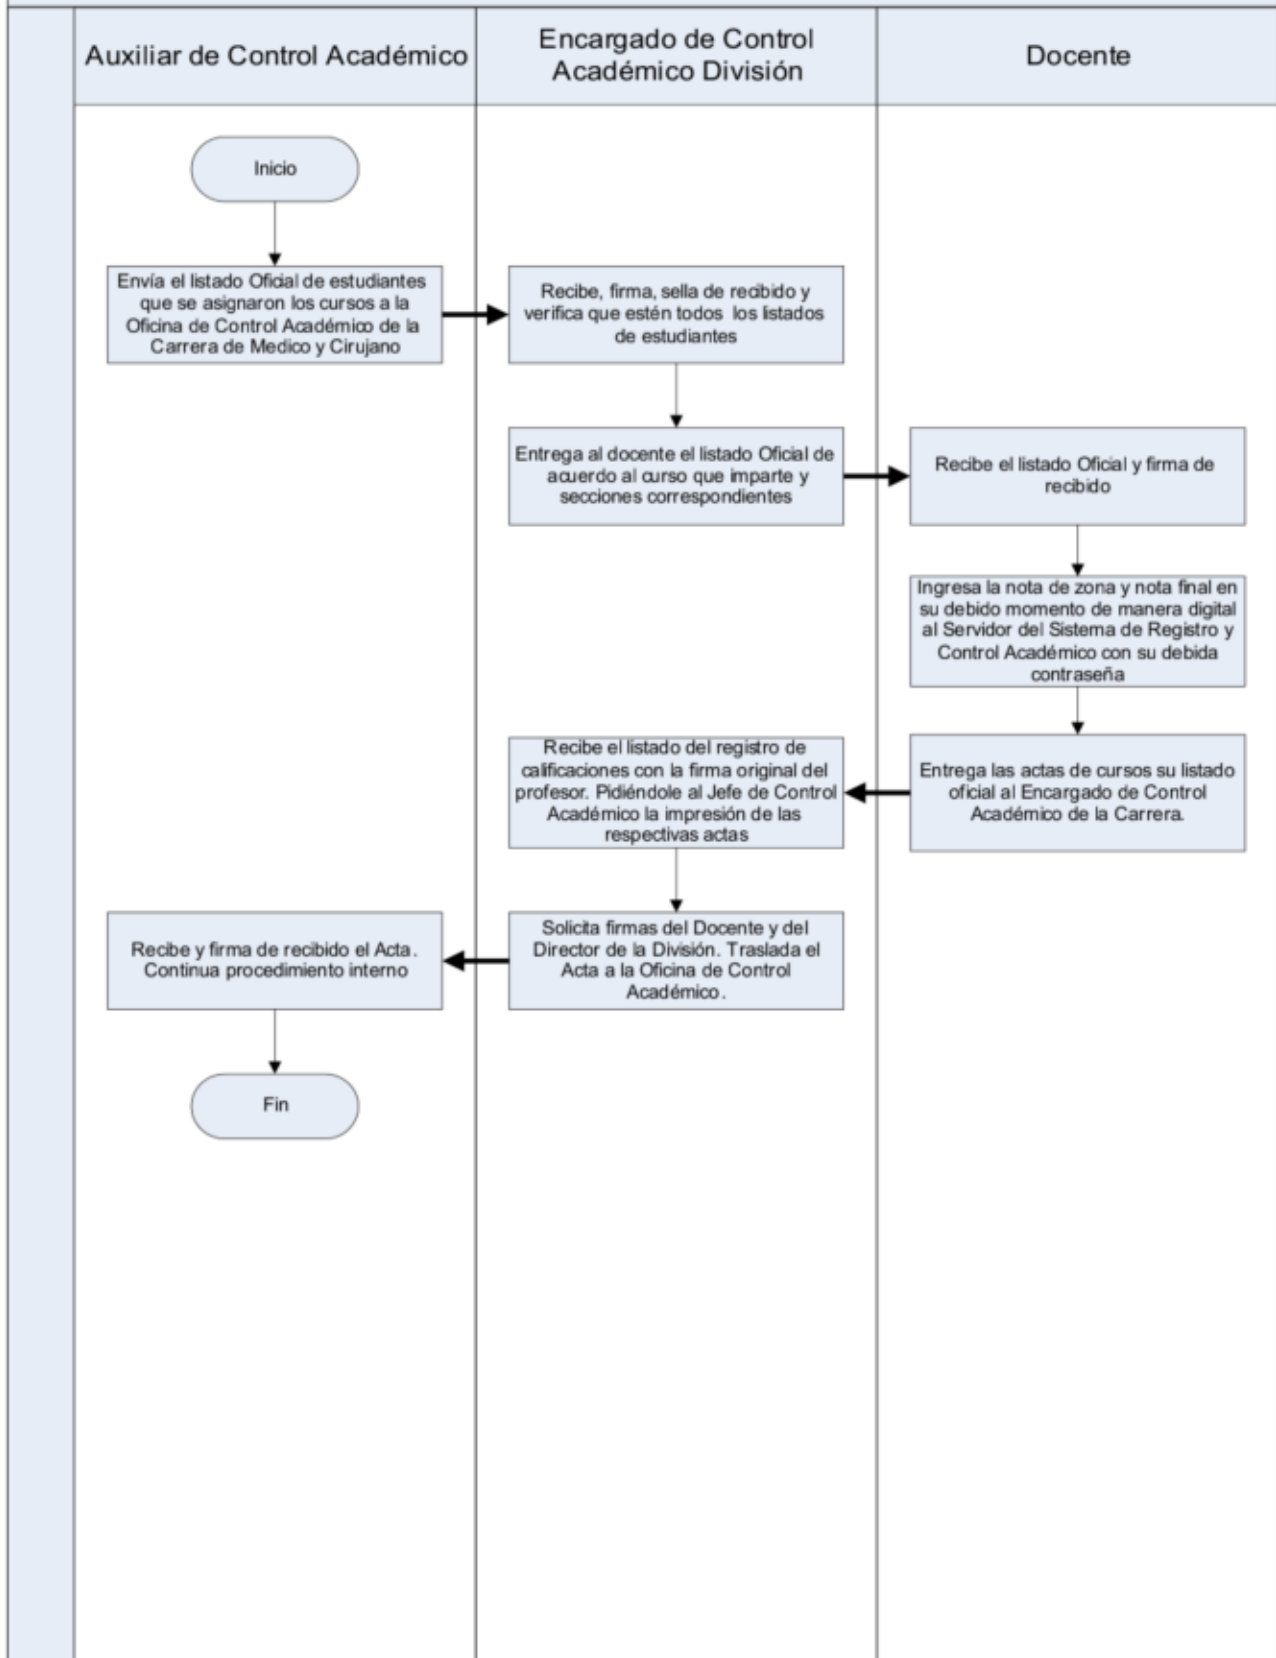 Auxiliar de Control Académico
Encargado de Control
Académico División
Docente
Inicio
Envía el listado Oficial de estudiantes
que se asignaron los cursos a la
Oficina de Control Académico de la
Carrera de Medico y Cirujano
Recibe, firma, sella de recibido y
verifica que estén todos los listados
de estudiantes
Entrega al docente el listado Oficial de
acuerdo al curso que imparte y
secciones correspondientes
Recibe el listado Oficial y firma de
recibido
Ingresa la nota de zona y nota final en
su debido momento de manera digital
al Servidor del Sistema de Registro y
Control Académico con su debida
contraseña
Entrega las actas de cursos su listado
oficial al Encargado de Control
Académico de la Carrera.
Recibe el listado del registro de
calificaciones con la firma original del
profesor. Pidiéndole al Jefe de Control
Académico la impresión de las
respectivas actas
Solicita firmas del Docente y del
Director de la División. Traslada el
Acta a la Oficina de Control
Académico.
Recibe y firma de recibido el Acta.
Continua procedimiento interno
Fin